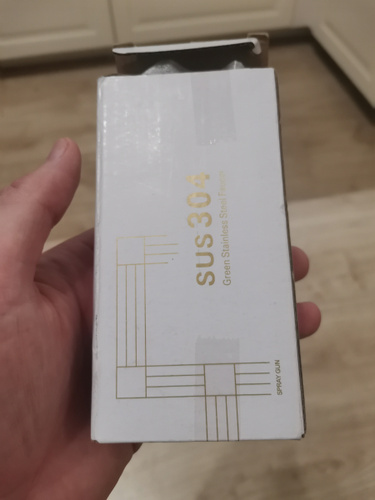 SUS304
Green Stainless Steel Faucet
SPRAY GUN